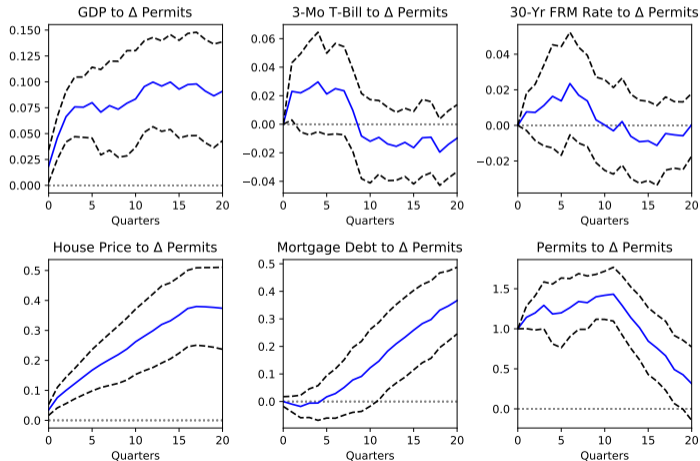 GDP to Δ Permits
0.150
0.125
0.100
0.075
0.050
0.025
0.000
0 5 10 15 20
Quarters
3-Mo T-Bill to Δ Permits
0.06
0.04
0.02
0.00
−0.02
−0.04
0 5 10 15 20
Quarters
30-Yr FRM Rate to Δ Permits
0.04
0.02
0.00
−0.02
0 5 10 15 20
Quarters
House Price to Δ Permits
0.5
0.4
0.3
0.2
0.1
0.0
0 5 10 15 20
Quarters
Mortgage Debt to Δ Permits
0.5
0.4
0.3
0.2
0.1
0.0
0 5 10 15 20
Quarters
Permits to Δ Permits
1.5
1.0
0.5
0.0
0 5 10 15 20
Quarters